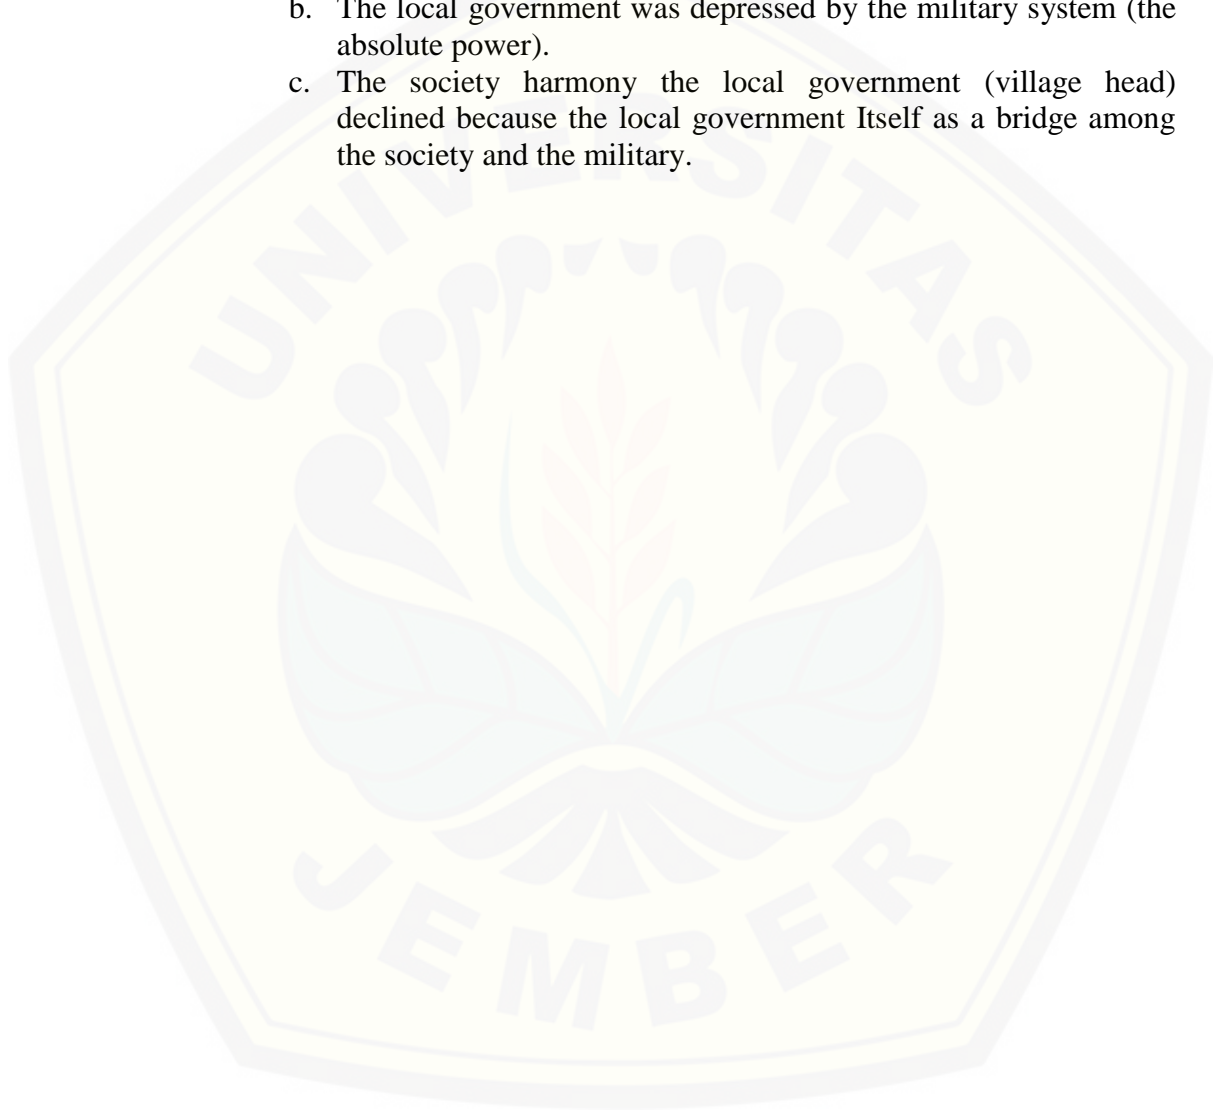 b. The local government was depressed by the military system (the
absolute power).
c. The society harmony the local government (village head)
declined because the local government Itself as a bridge among
the society and the military.
UNIVERSITAS
JEMBER